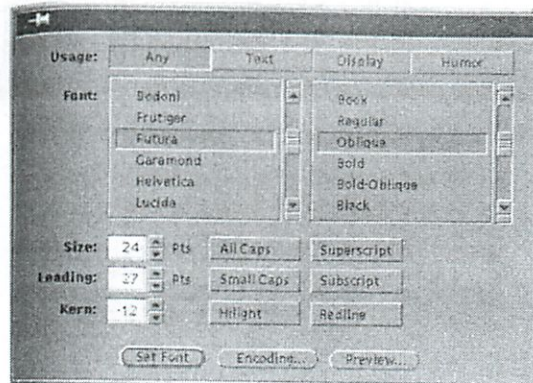 Usage: Any Text Display Humor
Font:
Bodoni Book
Frutiger Regular
Futura Oblique
Garamond Bold
Helvetica Bold-Oblique
Lucida Black
Size: 24 Pts All Caps Superscript
Leading: 27 Pts Small Caps Subscript
Kern: -12 Hilight Redline
Set Font Encoding... Preview...